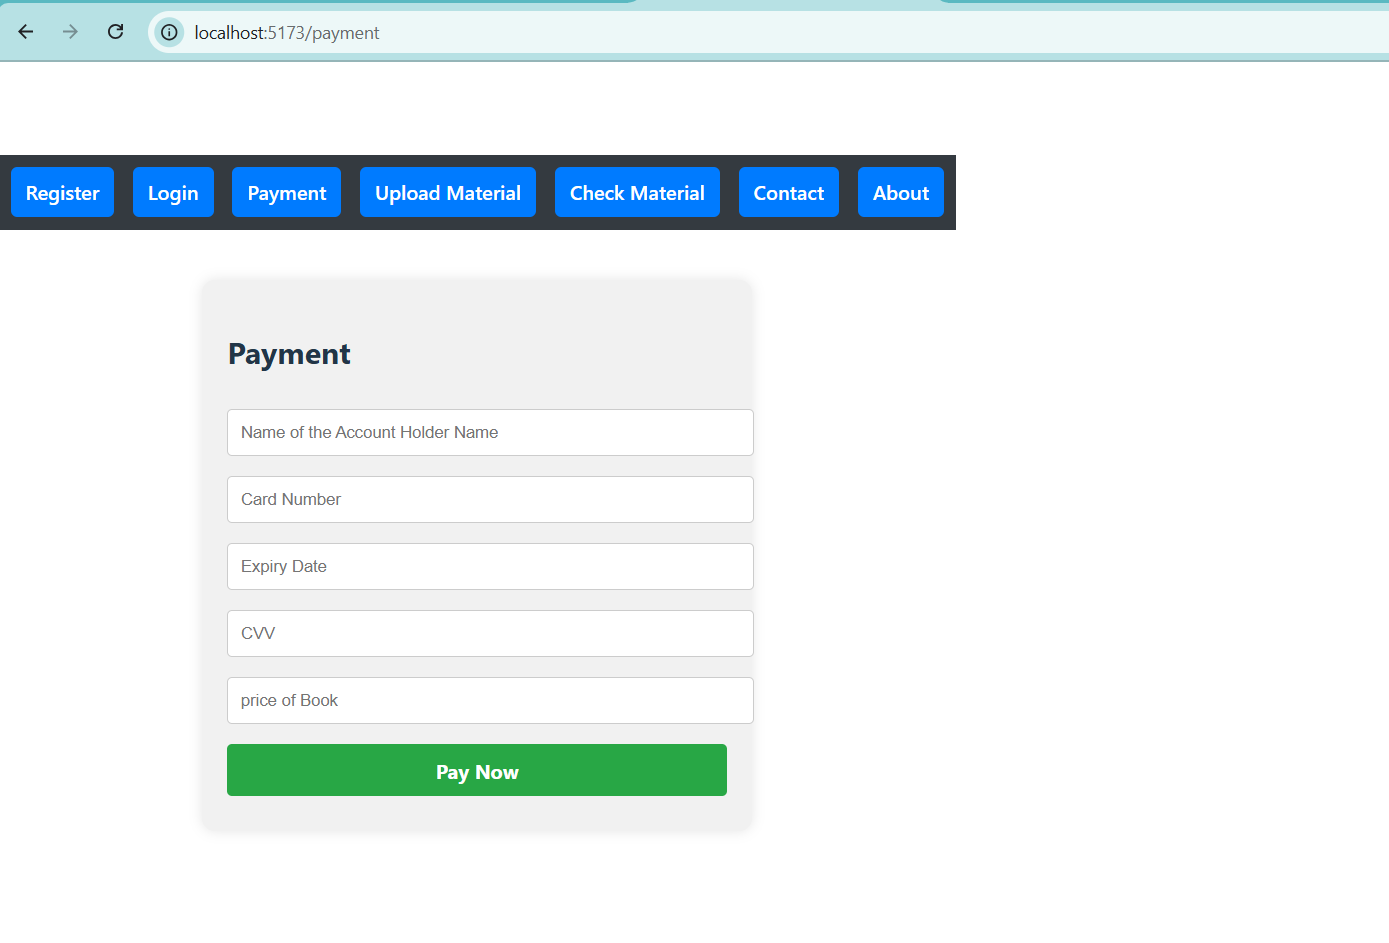 localhost:5173/payment
Register Login Payment Upload Material Check Material Contact About
Payment
Name of the Account Holder Name
Card Number
Expiry Date
CVV
price of Book
Pay Now